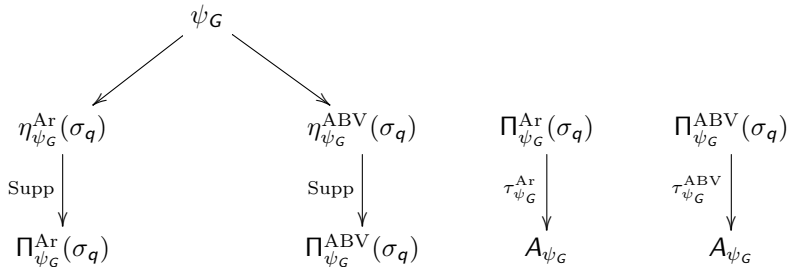 ψ_G
η^Ar_{ψ_G}(σ_q) η^ABV_{ψ_G}(σ_q) Π^Ar_{ψ_G}(σ_q) Π^ABV_{ψ_G}(σ_q)
Supp Supp τ^Ar_{ψ_G} τ^ABV_{ψ_G}
Π^Ar_{ψ_G}(σ_q) Π^ABV_{ψ_G}(σ_q) A_{ψ_G} A_{ψ_G}